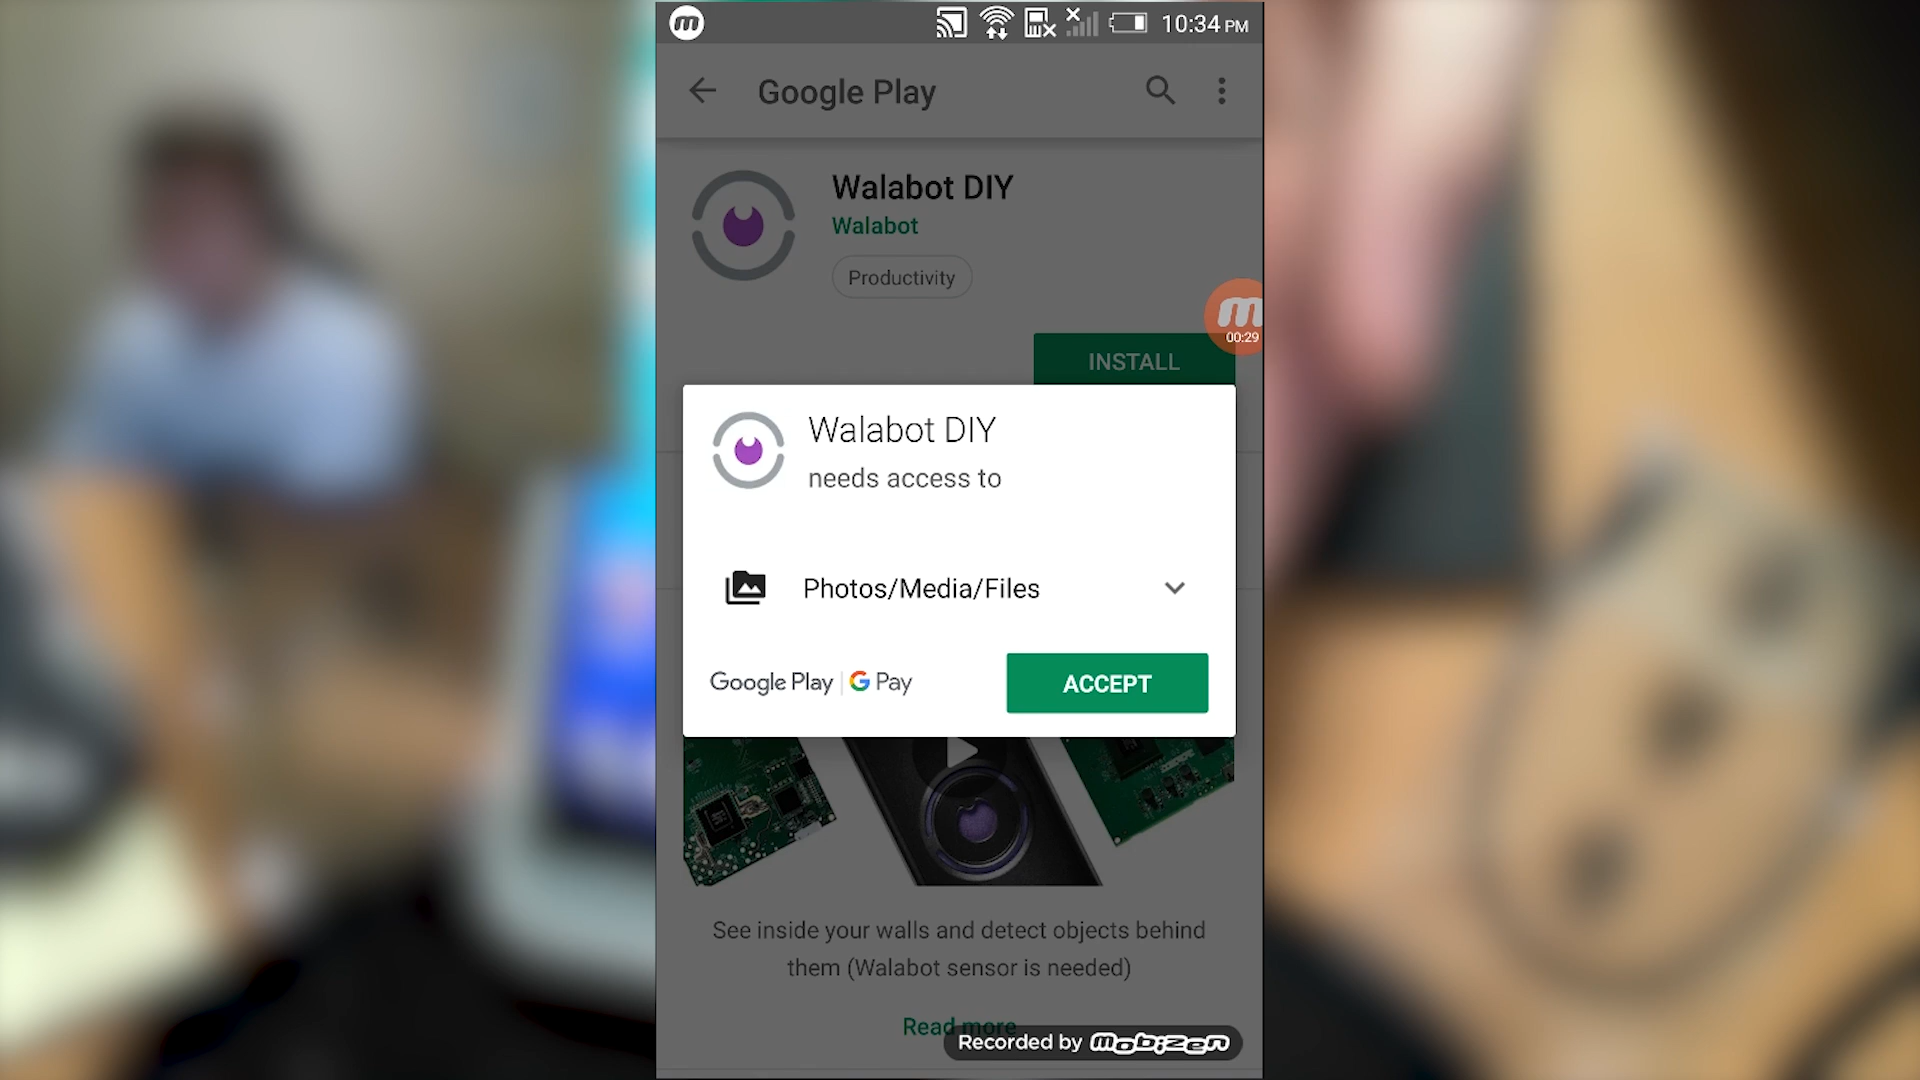 10:34 PM
Google Play
Walabot DIY
Walabot
Productivity
00:29
INSTALL
Walabot DIY
needs access to
Photos/Media/Files
Google Play | G Pay
ACCEPT
See inside your walls and detect objects behind
them (Walabot sensor is needed)
Read more
Recorded by mobizen